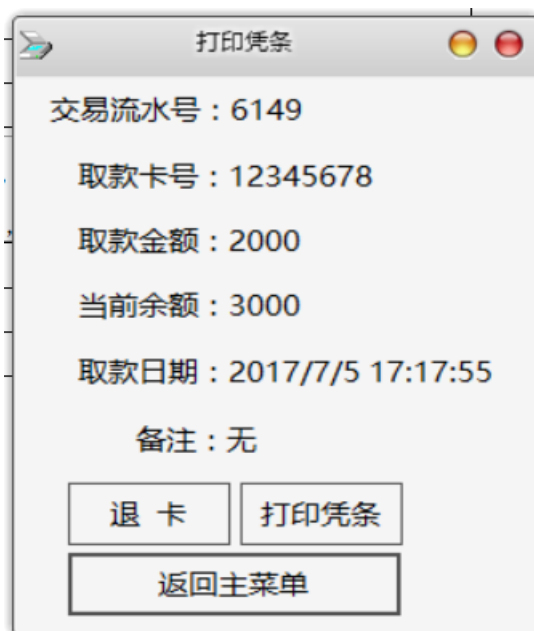 打印凭条
交易流水号：6149
取款卡号：12345678
取款金额：2000
当前余额：3000
取款日期：2017/7/5 17:17:55
备注：无
退 卡 打印凭条
返回主菜单